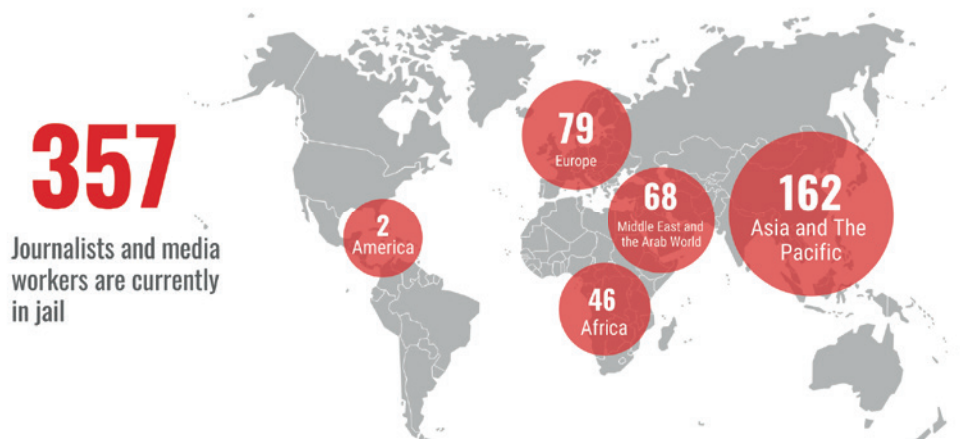 357
Journalists and media
workers are currently
in jail
79
Europe
68
Middle East and
the Arab World
162
Asia and The
Pacific
2
America
46
Africa